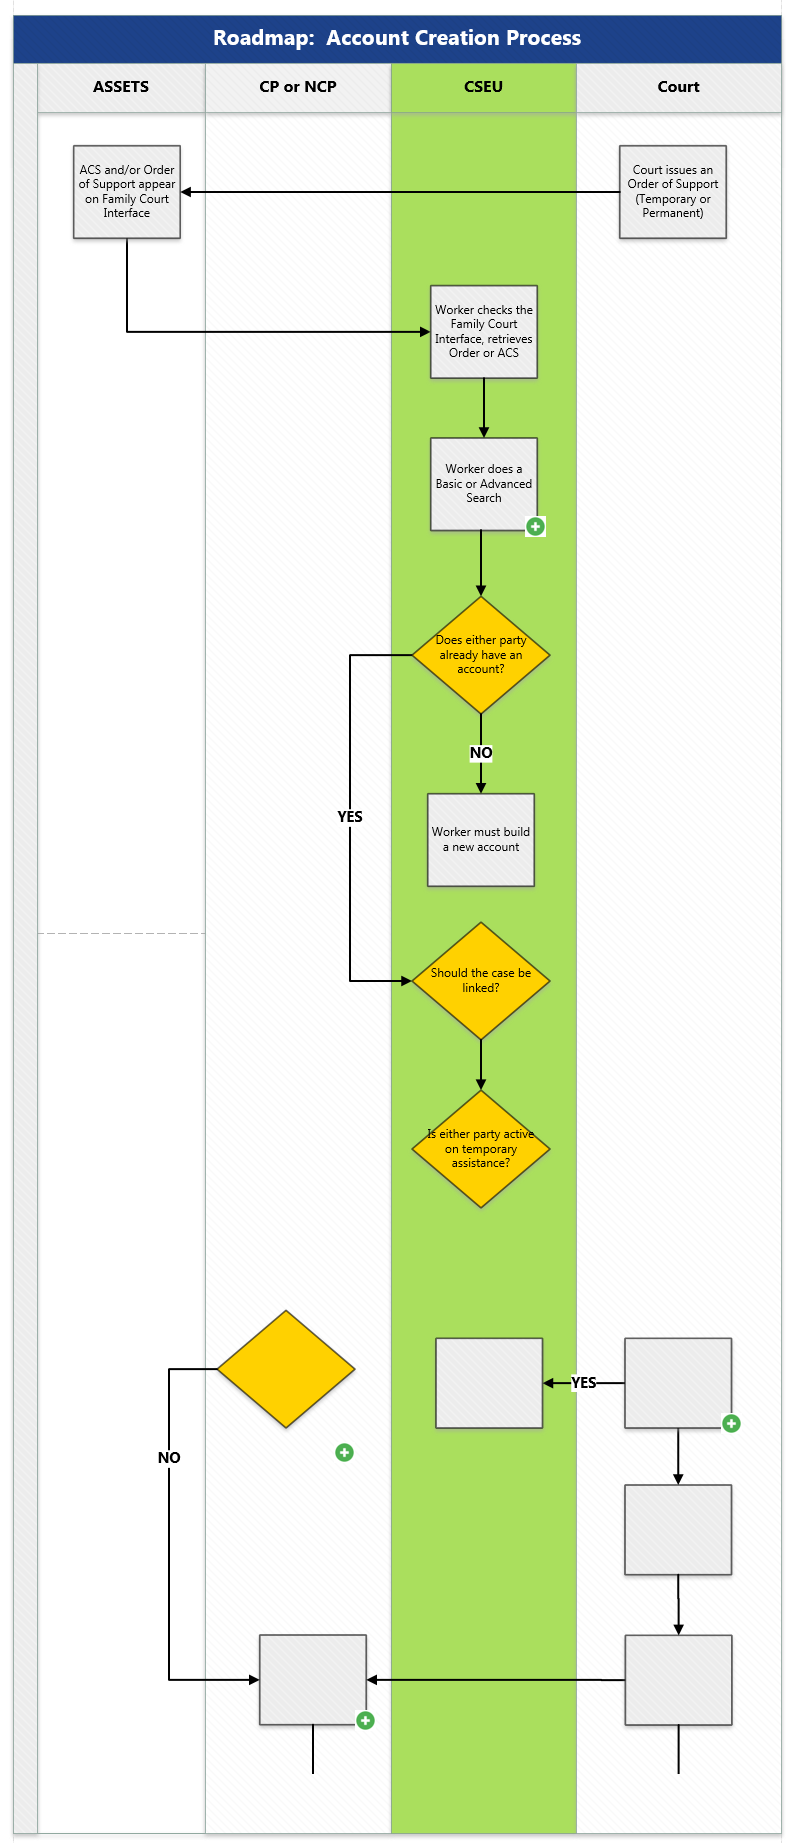 Roadmap:  Account Creation Process
ASSETS
CP or NCP
CSEU
Court
ACS and/or Order
of Support appear
on Family Court
Interface
Court issues an
Order of Support
(Temporary or
Permanent)
Worker checks the
Family Court
Interface, retrieves
Order or ACS
Worker does a
Basic or Advanced
Search
Does either party
already have an
account?
NO
YES
Worker must build
a new account
Should the case be
linked?
Is either party active
on temporary
assistance?
YES
NO